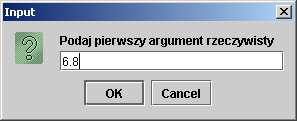 Input
Podaj pierwszy argument rzeczywisty
6.8
OK Cancel